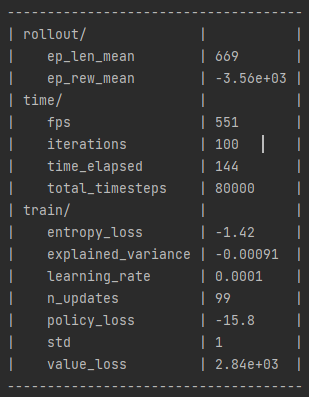 -------------------------------------
| rollout/                |           |
|    ep_len_mean          | 669       |
|    ep_rew_mean          | -3.56e+03 |
| time/                   |           |
|    fps                  | 551       |
|    iterations           | 100       |
|    time_elapsed         | 144       |
|    total_timesteps      | 80000     |
| train/                  |           |
|    entropy_loss         | -1.42     |
|    explained_variance   | -0.00091  |
|    learning_rate        | 0.0001    |
|    n_updates            | 99        |
|    policy_loss          | -15.8     |
|    std                  | 1         |
|    value_loss           | 2.84e+03  |
-------------------------------------